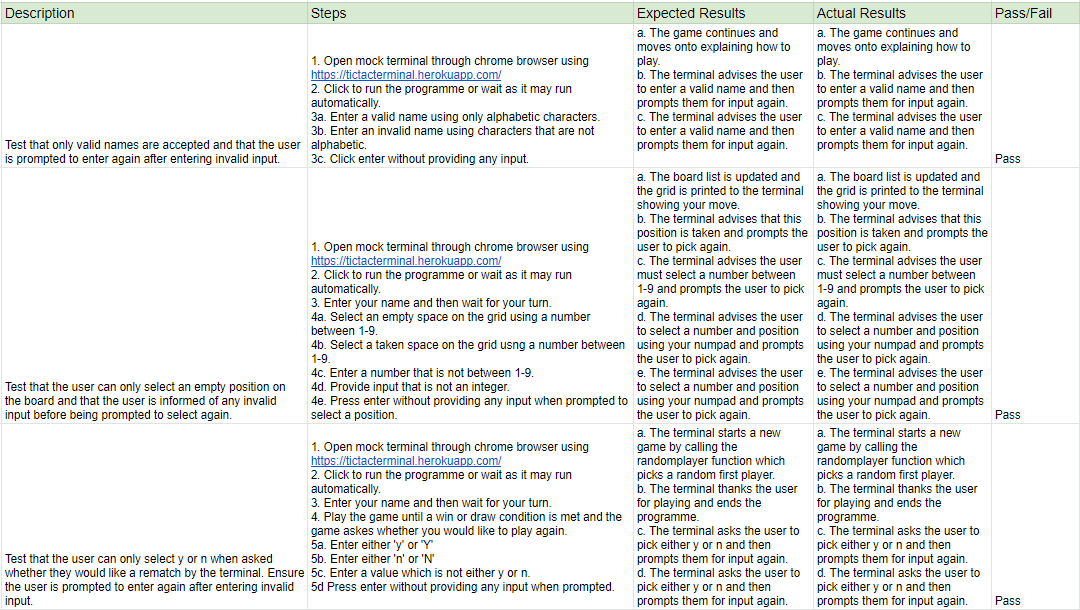 Description Steps Expected Results Actual Results Pass/Fail
Test that only valid names are accepted and that the user
is prompted to enter again after entering invalid input.
1. Open mock terminal through chrome browser using
https://tictacterminal.herokuapp.com/
2. Click to run the programme or wait as it may run
automatically.
3a. Enter a valid name using only alphabetic characters.
3b. Enter an invalid name using characters that are not
alphabetic.
3c. Click enter without providing any input.
a. The game continues and
moves onto explaining how to
play.
b. The terminal advises the user
to enter a valid name and then
prompts them for input again.
c. The terminal advises the user
to enter a valid name and then
prompts them for input again.
a. The game continues and
moves onto explaining how to
play.
b. The terminal advises the user
to enter a valid name and then
prompts them for input again.
c. The terminal advises the user
to enter a valid name and then
prompts them for input again.
Pass
Test that the user can only select an empty position on
the board and that the user is informed of any invalid
input before being prompted to select again.
1. Open mock terminal through chrome browser using
https://tictacterminal.herokuapp.com/
2. Click to run the programme or wait as it may run
automatically.
3. Enter your name and then wait for your turn.
4a. Select an empty space on the grid using a number
between 1-9.
4b. Select a taken space on the grid usng a number between
1-9.
4c. Enter a number that is not between 1-9.
4d. Provide input that is not an integer.
4e. Press enter without providing any input when prompted to
select a position.
a. The board list is updated and
the grid is printed to the terminal
showing your move.
b. The terminal advises that this
position is taken and prompts the
user to pick again.
c. The terminal advises the user
must select a number between
1-9 and prompts the user to pick
again.
d. The terminal advises the user
to select a number and position
using your numpad and prompts
the user to pick again.
e. The terminal advises the user
to select a number and position
using your numpad and prompts
the user to pick again.
a. The board list is updated and
the grid is printed to the terminal
showing your move.
b. The terminal advises that this
position is taken and prompts the
user to pick again.
c. The terminal advises the user
must select a number between
1-9 and prompts the user to pick
again.
d. The terminal advises the user
to select a number and position
using your numpad and prompts
the user to pick again.
e. The terminal advises the user
to select a number and position
using your numpad and prompts
the user to pick again.
Pass
Test that the user can only select y or n when asked
whether they would like a rematch by the terminal. Ensure
the user is prompted to enter again after entering invalid
input.
1. Open mock terminal through chrome browser using
https://tictacterminal.herokuapp.com/
2. Click to run the programme or wait as it may run
automatically.
3. Enter your name and then wait for your turn.
4. Play the game until a win or draw condition is met and the
game askes whether you would like to play again.
5a. Enter either 'y' or 'Y'
5b. Enter either 'n' or 'N'
5c. Enter a value which is not either y or n.
5d Press enter without providing any input when prompted.
a. The terminal starts a new
game by calling the
randomplayer function which
picks a random first player.
b. The terminal thanks the user
for playing and ends the
programme.
c. The terminal asks the user to
pick either y or n and then
prompts them for input again.
d. The terminal asks the user to
pick either y or n and then
prompts them for input again.
a. The terminal starts a new
game by calling the
randomplayer function which
picks a random first player.
b. The terminal thanks the user
for playing and ends the
programme.
c. The terminal asks the user to
pick either y or n and then
prompts them for input again.
d. The terminal asks the user to
pick either y or n and then
prompts them for input again.
Pass